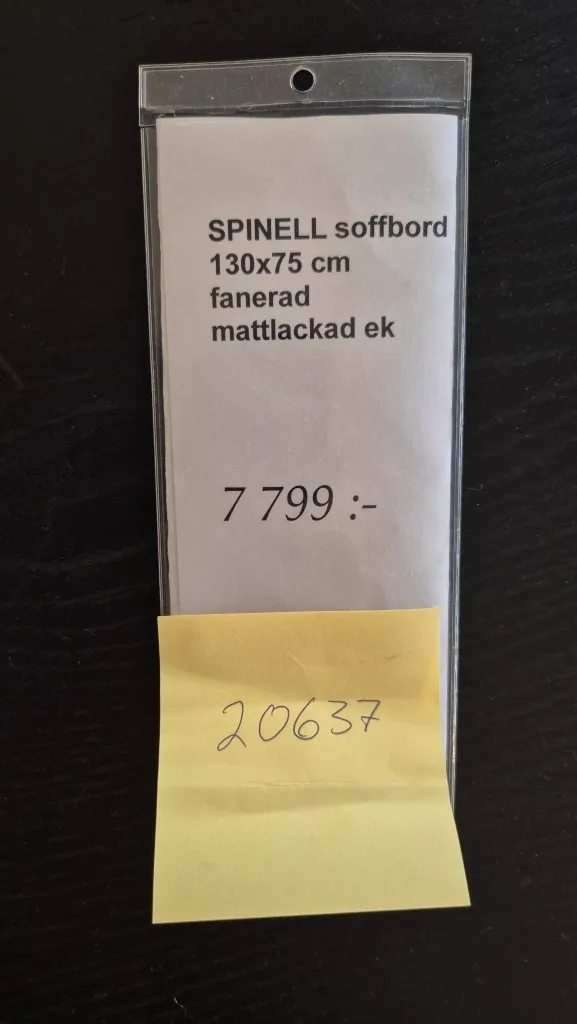 SPINELL soffbord
130x75 cm
fanerad
mattlackad ek
7 799 :-
20637